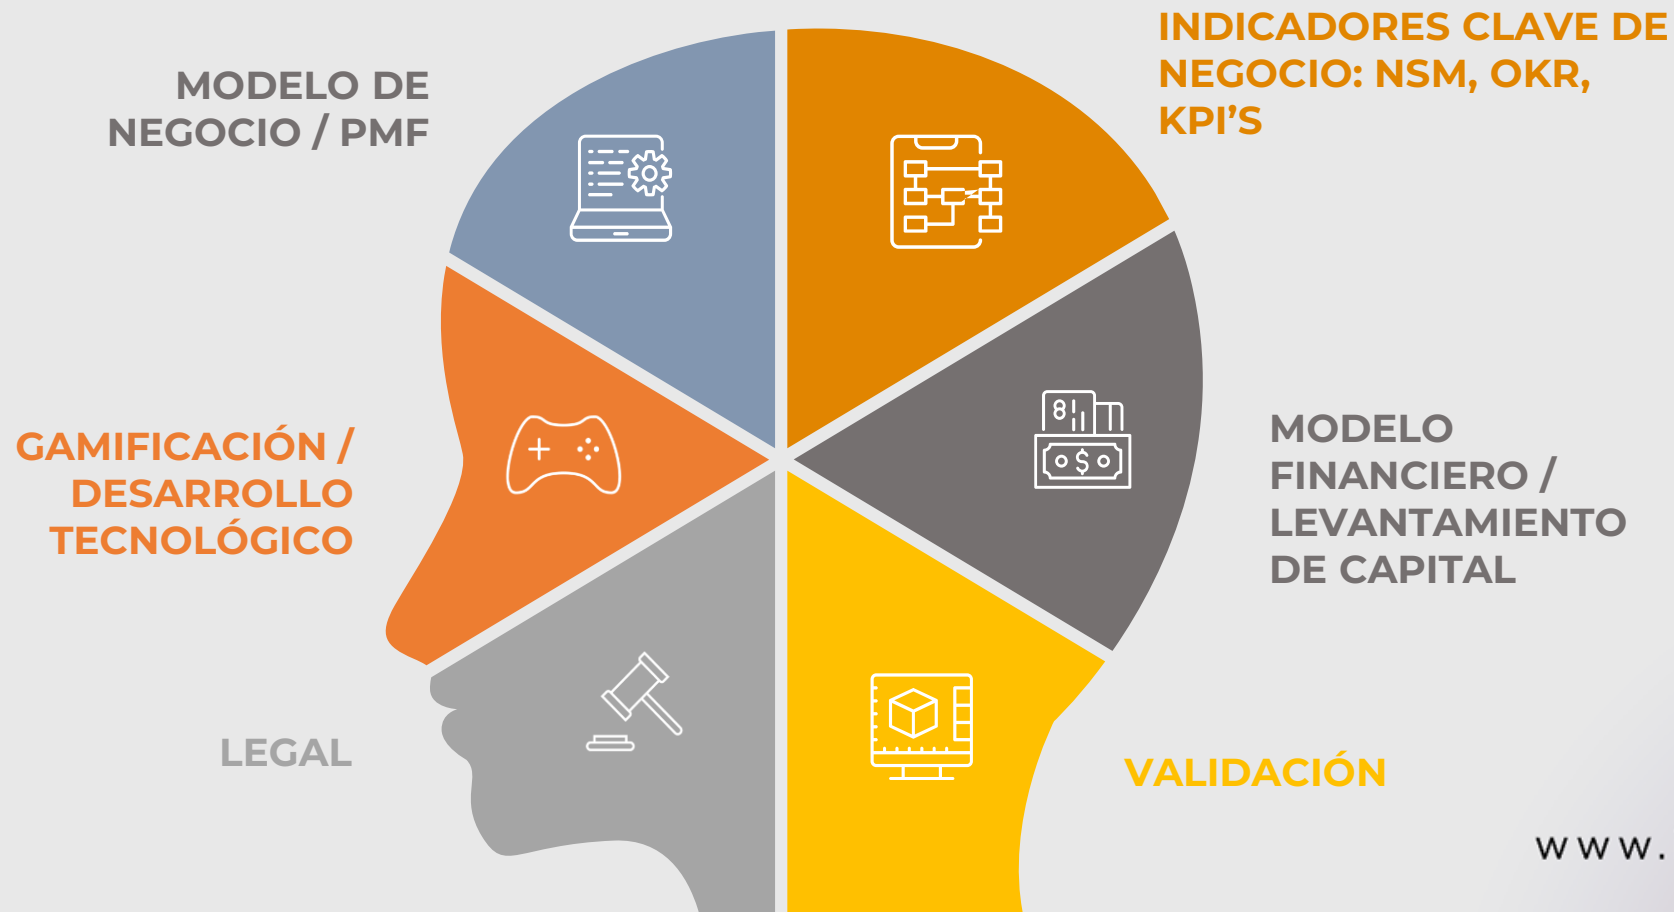 MODELO DE
NEGOCIO / PMF
INDICADORES CLAVE DE
NEGOCIO: NSM, OKR,
KPI’S
GAMIFICACIÓN /
DESARROLLO
TECNOLÓGICO
MODELO
FINANCIERO /
LEVANTAMIENTO
DE CAPITAL
LEGAL
VALIDACIÓN
www.